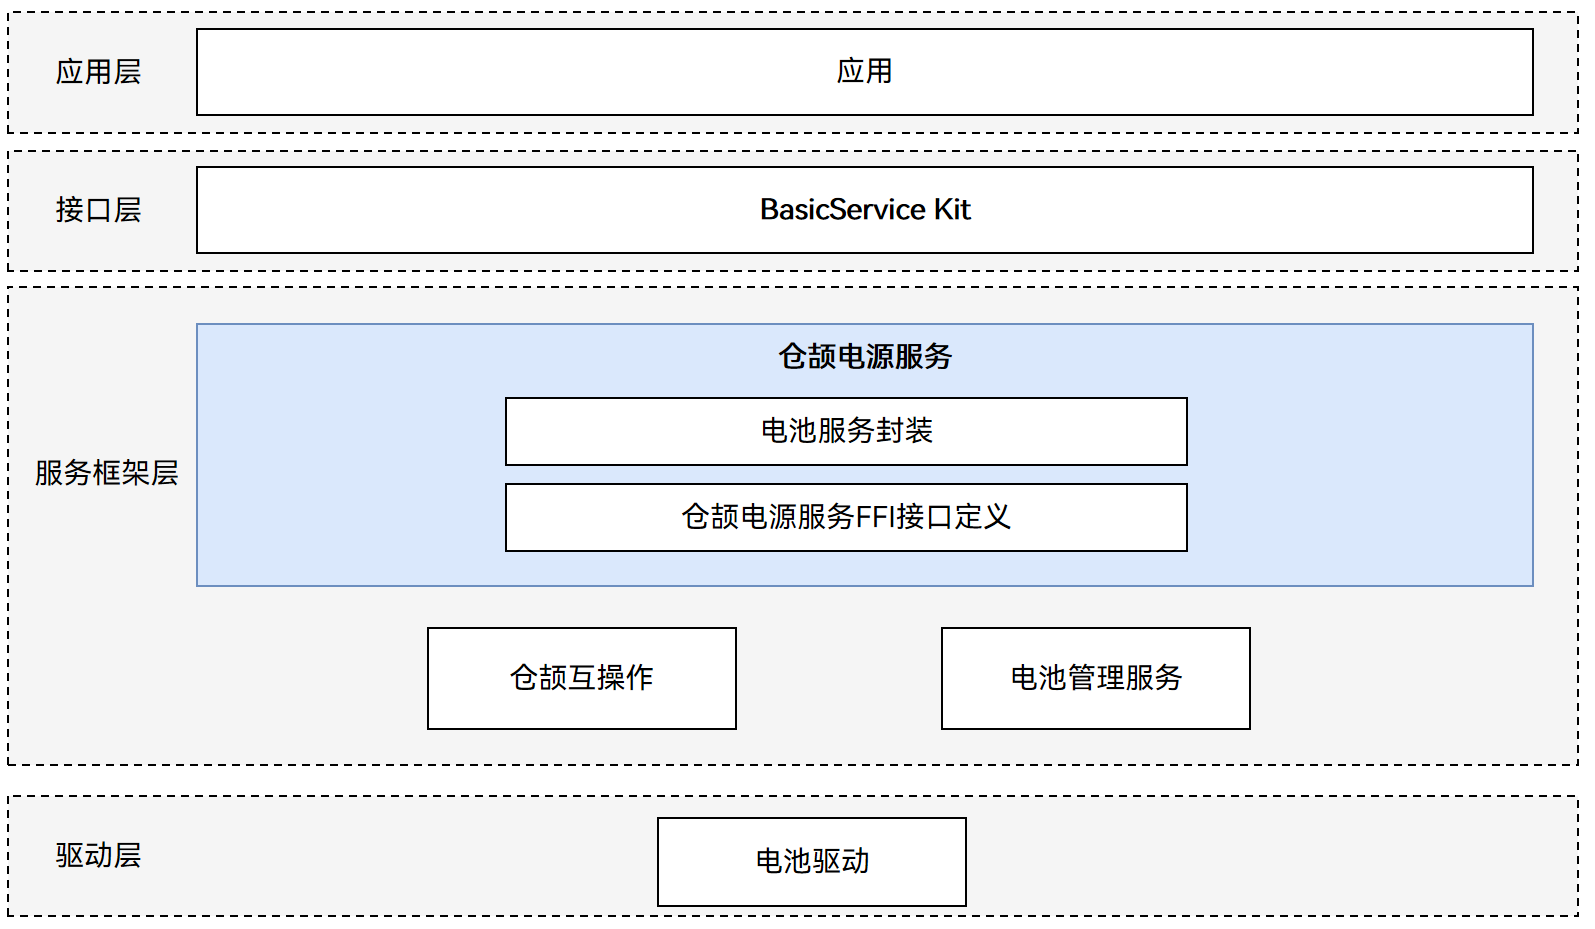 应用层
应用
接口层
BasicService Kit
服务框架层
仓颉电源服务
电池服务封装
仓颉电源服务FFI接口定义
仓颉互操作
电池管理服务
驱动层
电池驱动